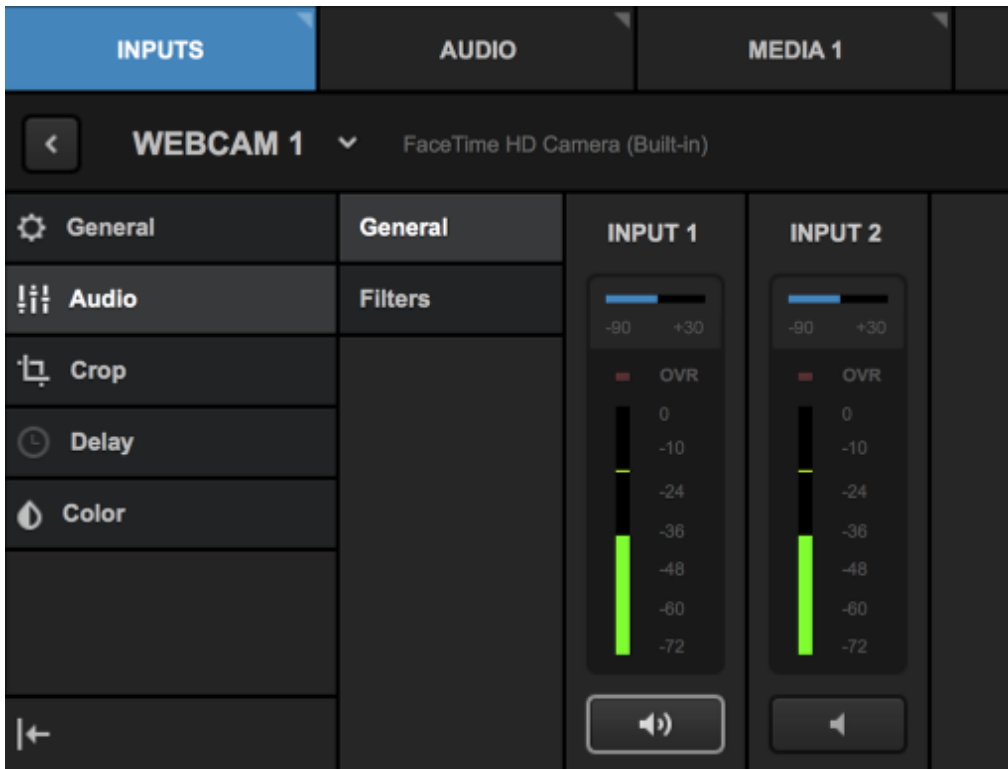 INPUTS AUDIO MEDIA 1
WEBCAM 1 FaceTime HD Camera (Built-in)
General
Audio
Crop
Delay
Color
General
Filters
INPUT 1
-90 +30
OVR
0
-10
-24
-36
-48
-60
-72
INPUT 2
-90 +30
OVR
0
-10
-24
-36
-48
-60
-72